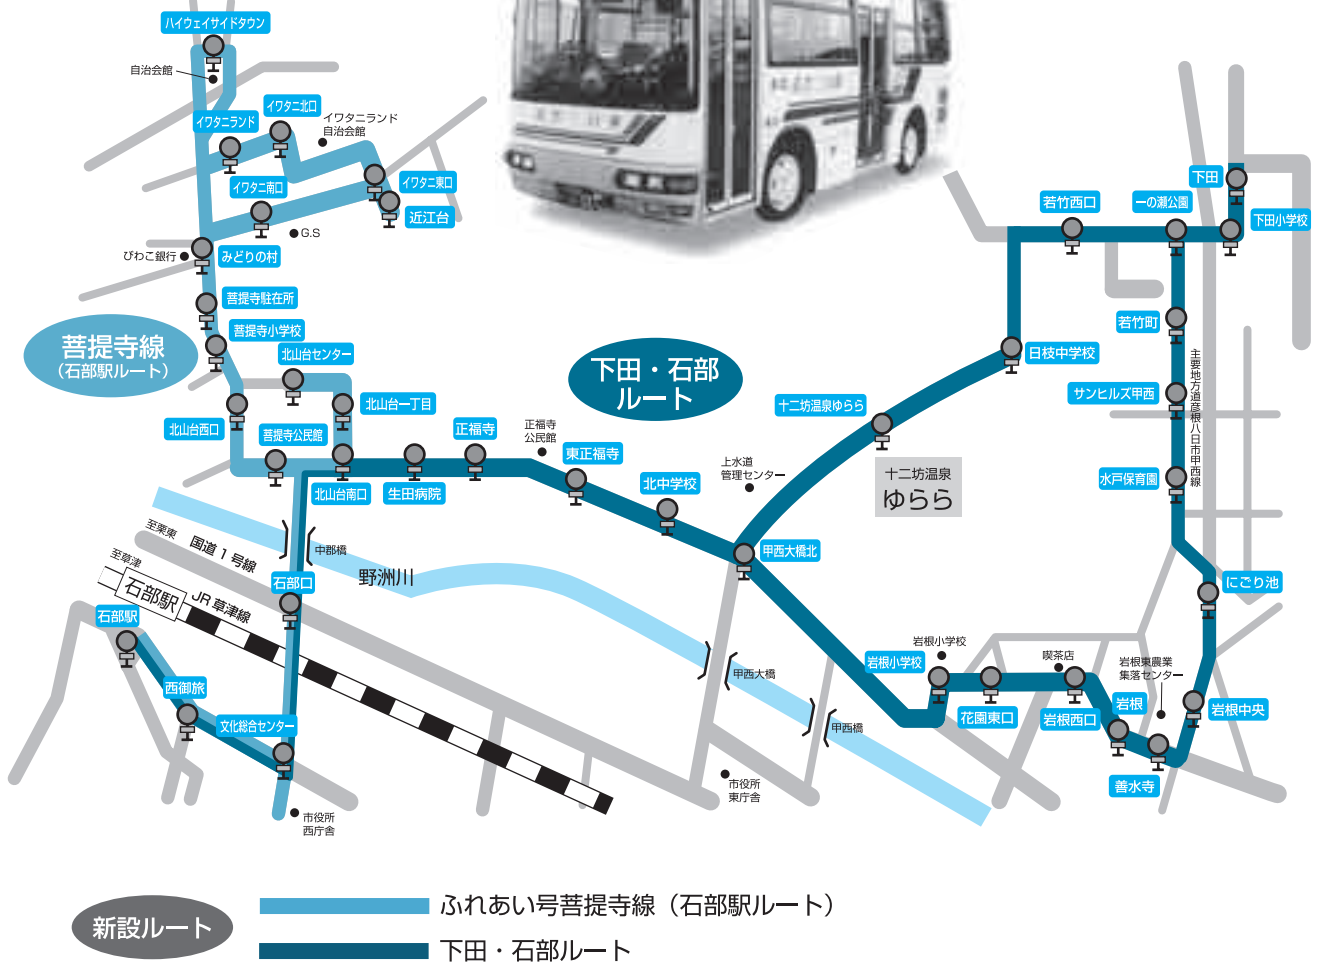 ハイウェイサイドタウン
自治会館
イワタニ北口
イワタニランド
イワタニランド
自治会館
イワタニ南口
イワタニ東口
近江台
G.S
びわこ銀行
みどりの村
菩提寺駐在所
菩提寺小学校
菩提寺線
(石部駅ルート)
北山台センター
北山台西口
菩提寺公民館
北山台一丁目
北山台南口
生田病院
正福寺
正福寺
公民館
東正福寺
北中学校
下田・石部
ルート
上水道
管理センター
十二坊温泉ゆらら
十二坊温泉
ゆらら
日枝中学校
若竹西口
一の瀬公園
下田
下田小学校
若竹町
サンヒルズ甲西
主要地方道彦根八日市甲西線
水戸保育園
にごり池
甲西大橋北
至栗東
国道1号線
中郡橋
野洲川
至草津
石部駅
JR草津線
石部口
石部駅
西御旅
文化総合センター
市役所
西庁舎
甲西大橋
甲西橋
市役所
東庁舎
岩根小学校
岩根小学校
花園東口
喫茶店
岩根西口
岩根東農業
集落センター
岩根
善水寺
岩根中央
新設ルート
ふれあい号菩提寺線（石部駅ルート）
下田・石部ルート